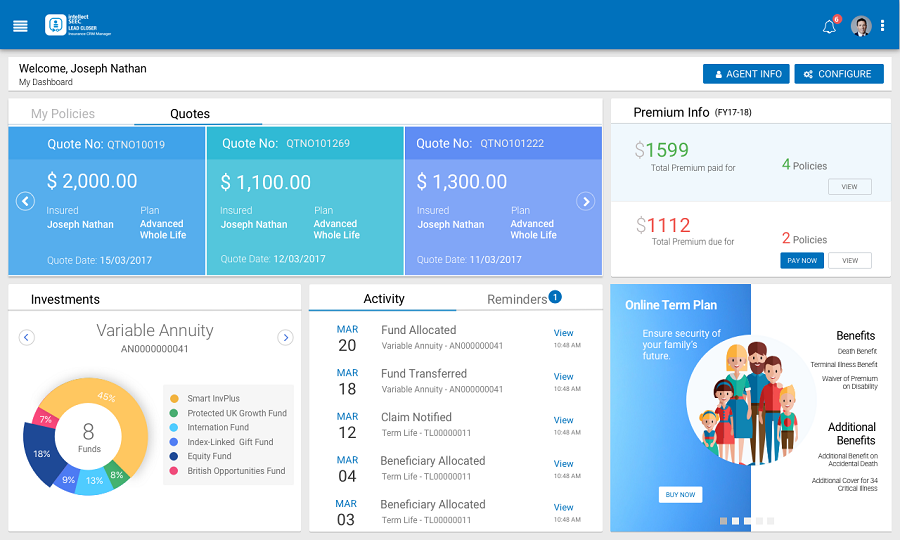 intellect
SEEC
LEAD CLOSER
Insurance CRM Manager
6
Welcome, Joseph Nathan
My Dashboard
AGENT INFO
CONFIGURE
My Policies
Quotes
Quote No: QTNO10019
$ 2,000.00
Insured
Joseph Nathan
Plan
Advanced
Whole Life
Quote Date: 15/03/2017
Quote No: QTNO101269
$ 1,100.00
Insured
Joseph Nathan
Plan
Advanced
Whole Life
Quote Date: 12/03/2017
Quote No: QTNO101222
$ 1,300.00
Insured
Joseph Nathan
Plan
Advanced
Whole Life
Quote Date: 11/03/2017
Premium Info (FY17-18)
$1599
Total Premium paid for
4 Policies
VIEW
$1112
Total Premium due for
2 Policies
PAY NOW
VIEW
Investments
Variable Annuity
AN0000000041
45%
7%
18%
9%
13%
8%
8
Funds
Smart InvPlus
Protected UK Growth Fund
Internation Fund
Index-Linked Gift Fund
Equity Fund
British Opportunities Fund
Activity
Reminders 1
MAR
20
Fund Allocated
Variable Annuity - AN000000041
View
10:48 AM
MAR
18
Fund Transferred
Variable Annuity - AN000000041
View
10:48 AM
MAR
12
Claim Notified
Term Life - TL00000011
View
10:48 AM
MAR
04
Beneficiary Allocated
Term Life - TL00000011
View
10:48 AM
MAR
03
Beneficiary Allocated
Term Life - TL00000011
View
10:48 AM
Online Term Plan
Ensure security of
your family's
future.
BUY NOW
Benefits
Death Benefit
Terminal Illness Benefit
Waiver of Premium
on Disability
Additional
Benefits
Additional Benefit on
Accidental Death
Additional Cover for 34
Critical Illness